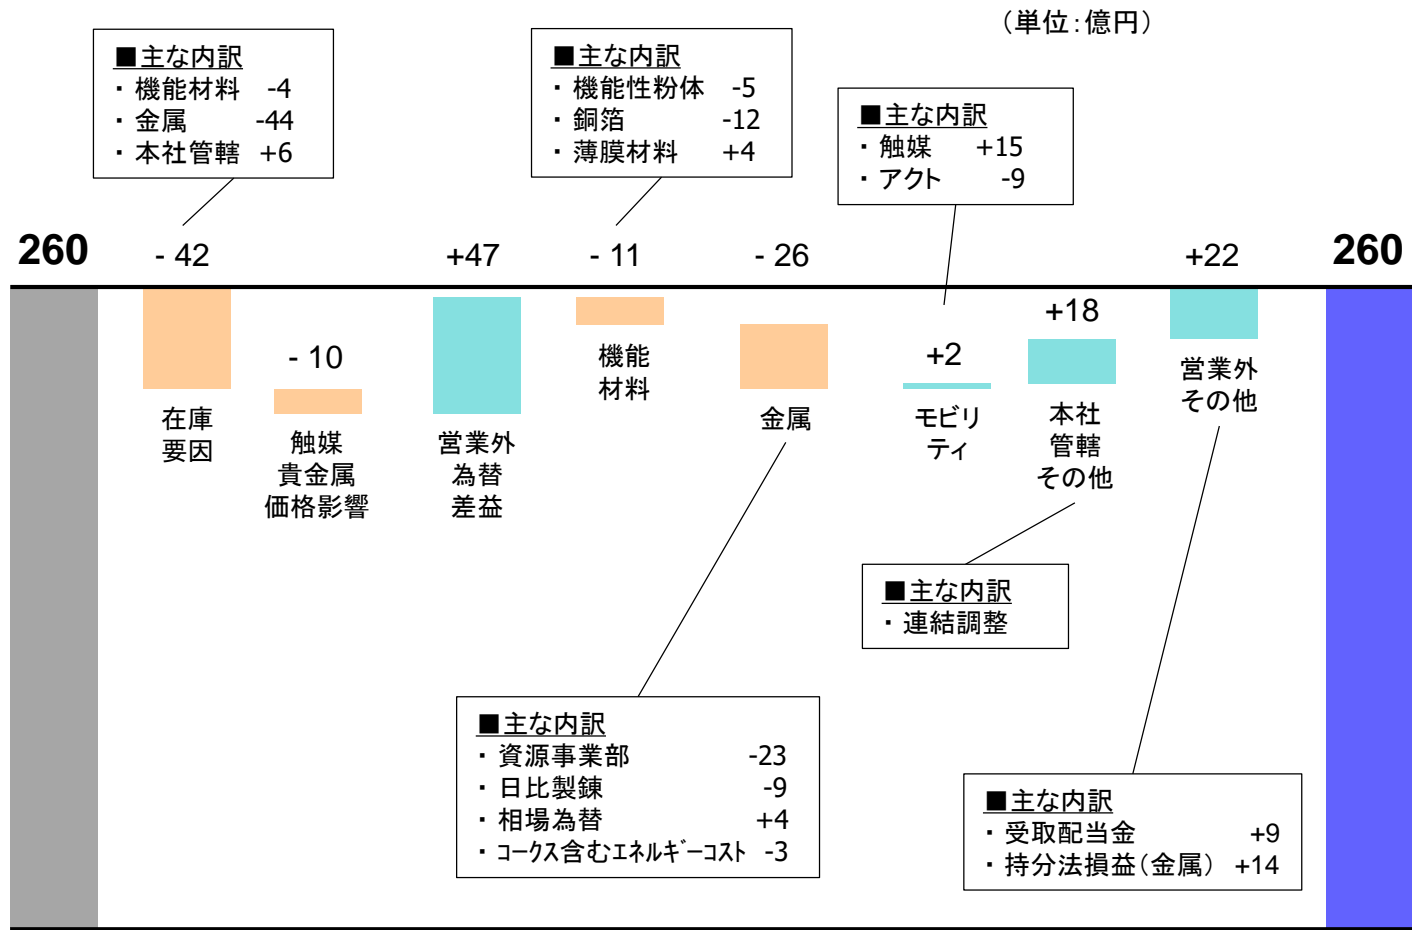 (単位:億円)
■主な内訳
・機能材料 -4
・金属 -44
・本社管轄 +6
■主な内訳
・機能性粉体 -5
・銅箔 -12
・薄膜材料 +4
■主な内訳
・触媒 +15
・アクト -9
260
- 42
+47
- 11
- 26
+22
260
- 10
+2
+18
在庫
要因
触媒
貴金属
価格影響
営業外
為替
差益
機能
材料
金属
モビリ
ティ
本社
管轄
その他
営業外
その他
■主な内訳
・連結調整
■主な内訳
・資源事業部 -23
・日比製錬 -9
・相場為替 +4
・コークス含むエネルギーコスト -3
■主な内訳
・受取配当金 +9
・持分法損益(金属) +14